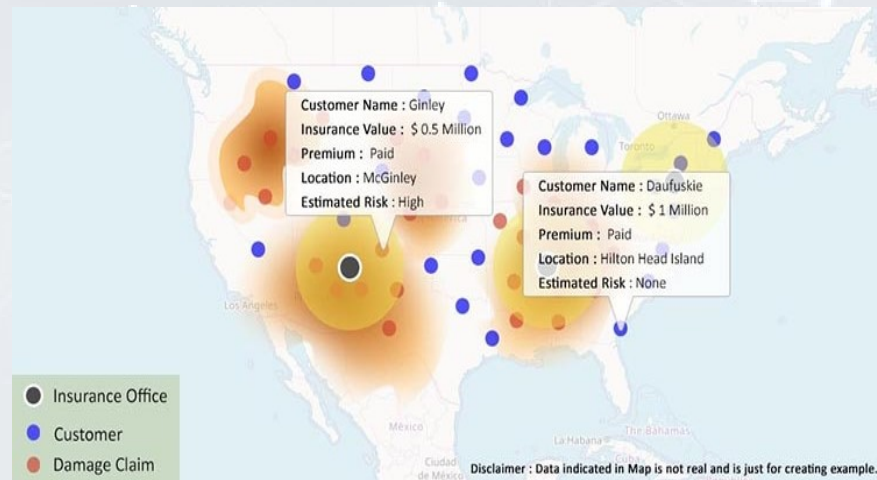 Ottawa
Toronto
Customer Name : Ginley
Insurance Value : $ 0.5 Million
Premium : Paid
Location : McGinley
Estimated Risk : High
Customer Name : Daufuskie
Insurance Value : $ 1 Million
Premium : Paid
Location : Hilton Head Island
Estimated Risk : None
Los Angeles
Insurance Office
Customer
Damage Claim
México
Ciudad
de México
La Habana
The Bahamas
Cuba
Disclaimer : Data indicated in Map is not real and is just for creating example.